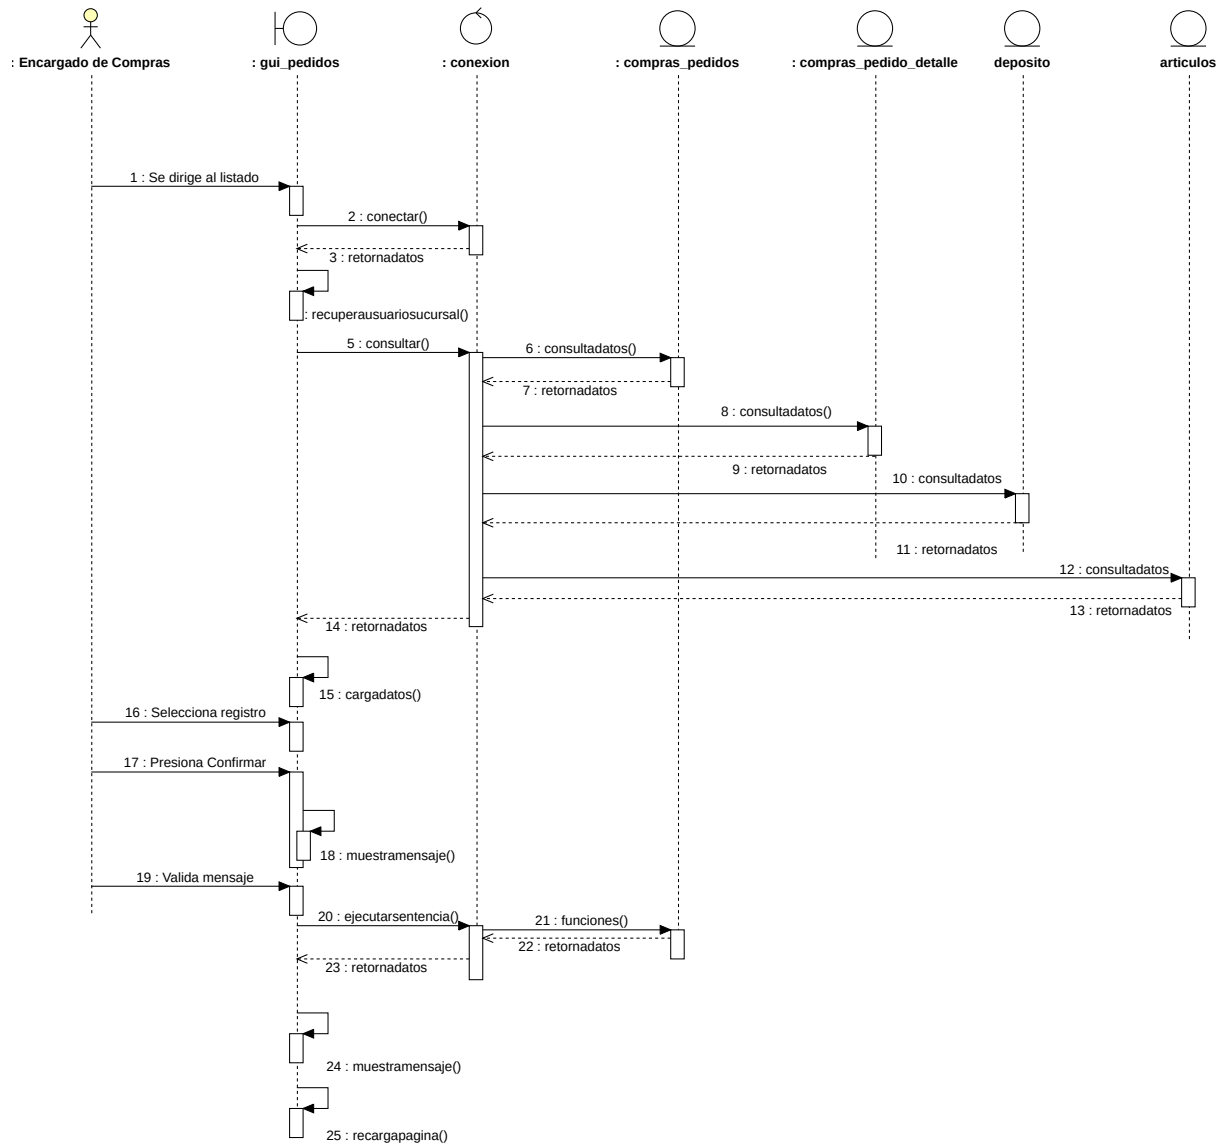 : Encargado de Compras
: gui_pedidos
: conexion
: compras_pedidos
: compras_pedido_detalle
deposito
articulos
1 : Se dirige al listado
2 : conectar()
3 : retornadatos
: recuperausuariosucursal()
5 : consultar()
6 : consultadatos()
7 : retornadatos
8 : consultadatos()
9 : retornadatos
10 : consultadatos
11 : retornadatos
12 : consultadatos
13 : retornadatos
14 : retornadatos
15 : cargadatos()
16 : Selecciona registro
17 : Presiona Confirmar
18 : muestramensaje()
19 : Valida mensaje
20 : ejecutarsentencia()
21 : funciones()
22 : retornadatos
23 : retornadatos
24 : muestramensaje()
25 : recargapagina()